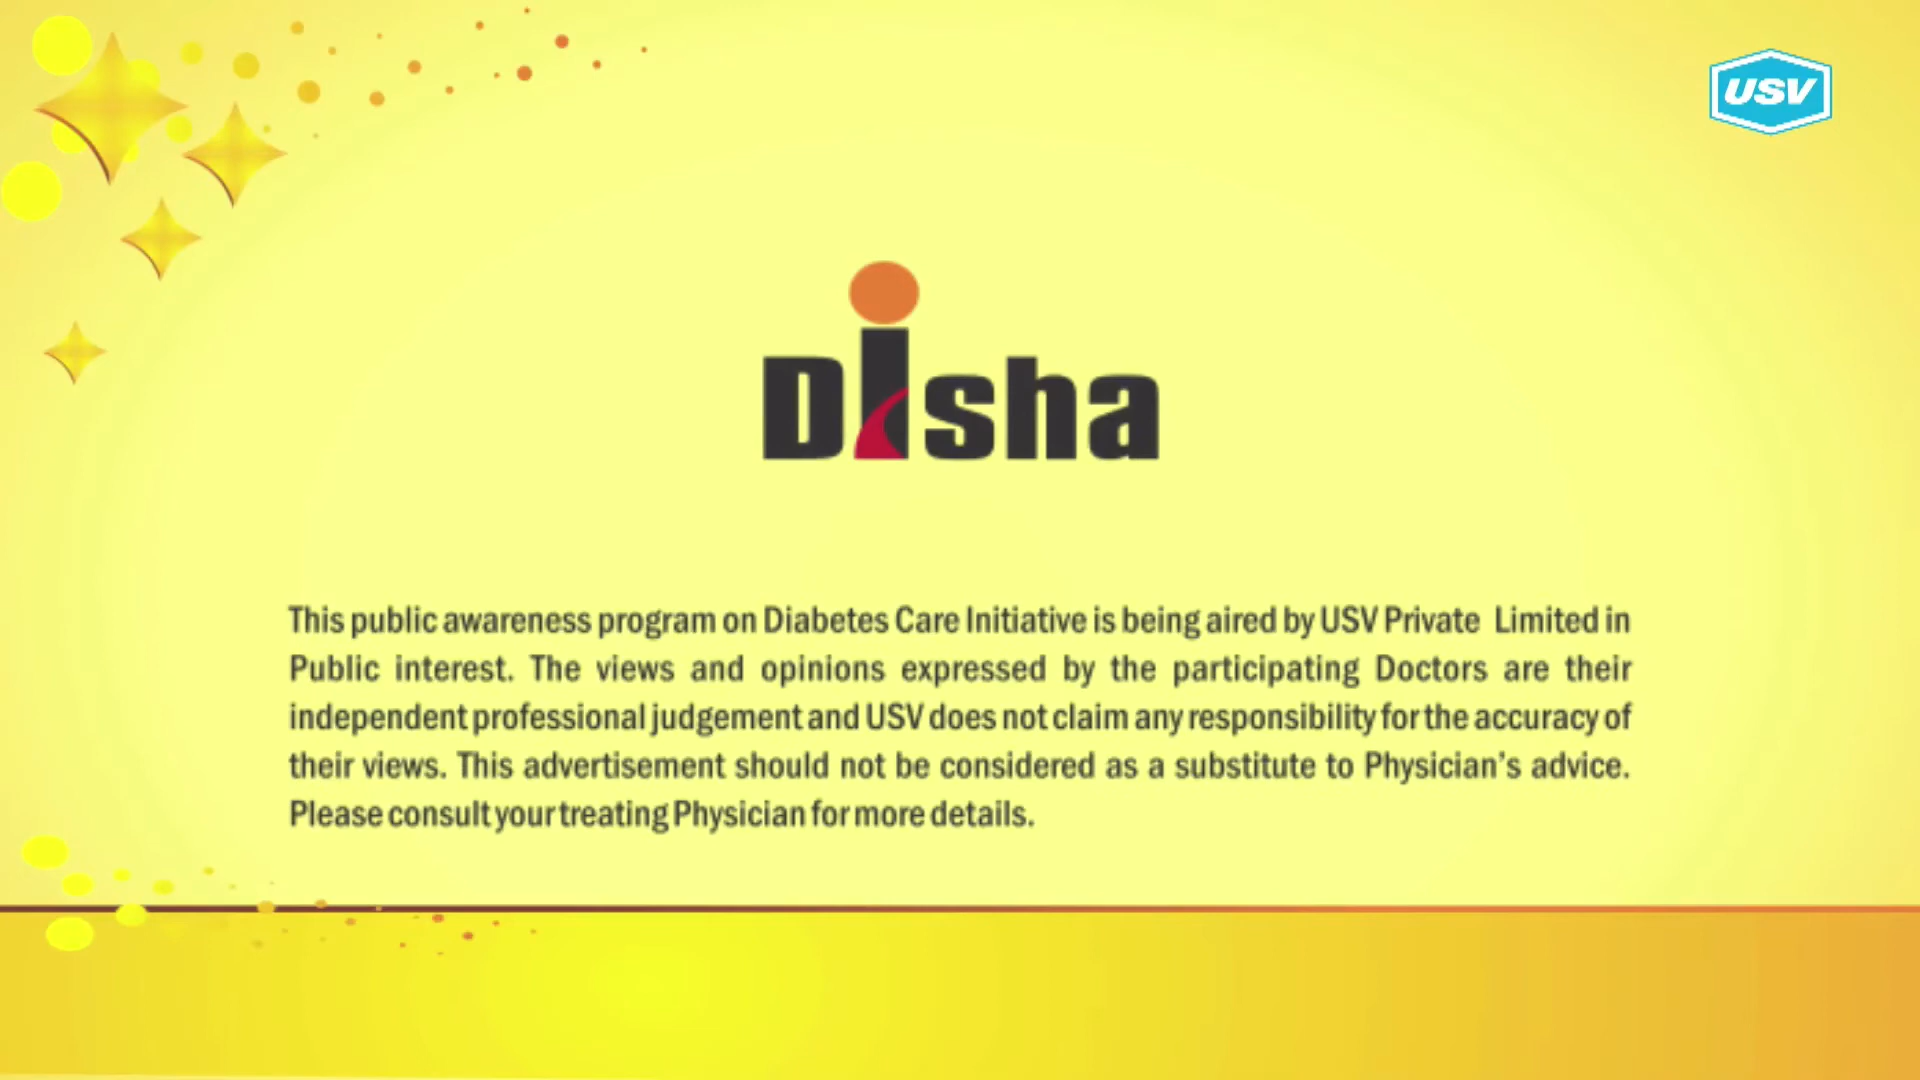 USV
Disha
This public awareness program on Diabetes Care Initiative is being aired by USV Private Limited in
Public interest. The views and opinions expressed by the participating Doctors are their
independent professional judgement and USV does not claim any responsibility for the accuracy of
their views. This advertisement should not be considered as a substitute to Physician's advice.
Please consult your treating Physician for more details.